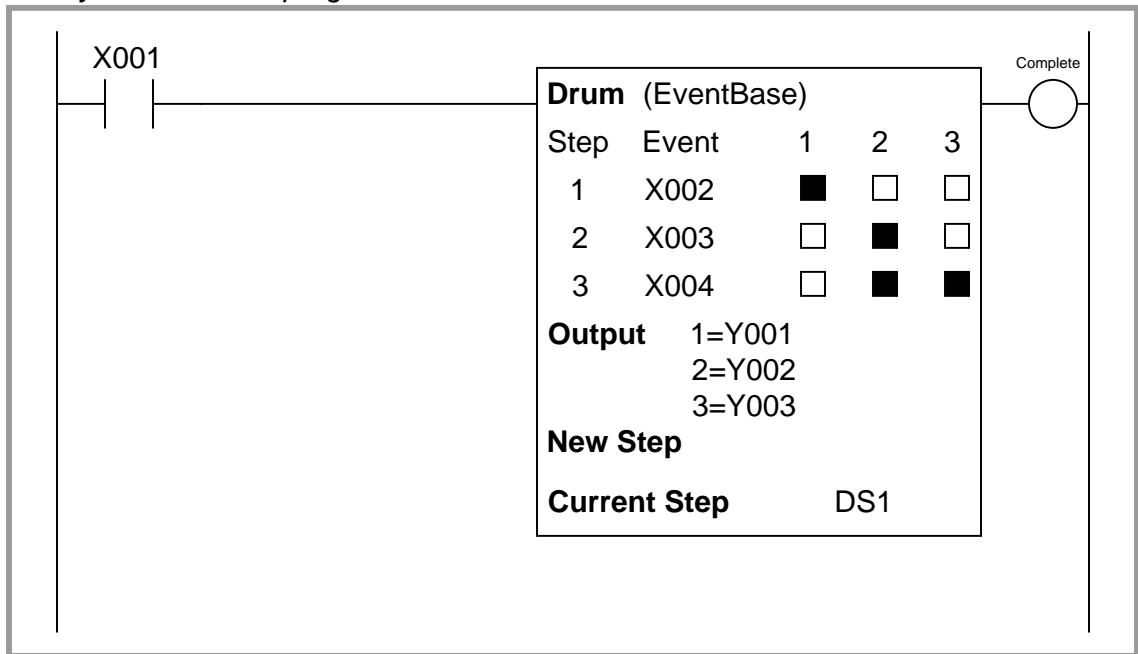 X001
Complete
Drum (EventBase)
Step Event 1 2 3
1 X002
2 X003
3 X004
Output 1=Y001
2=Y002
3=Y003
New Step
Current Step DS1